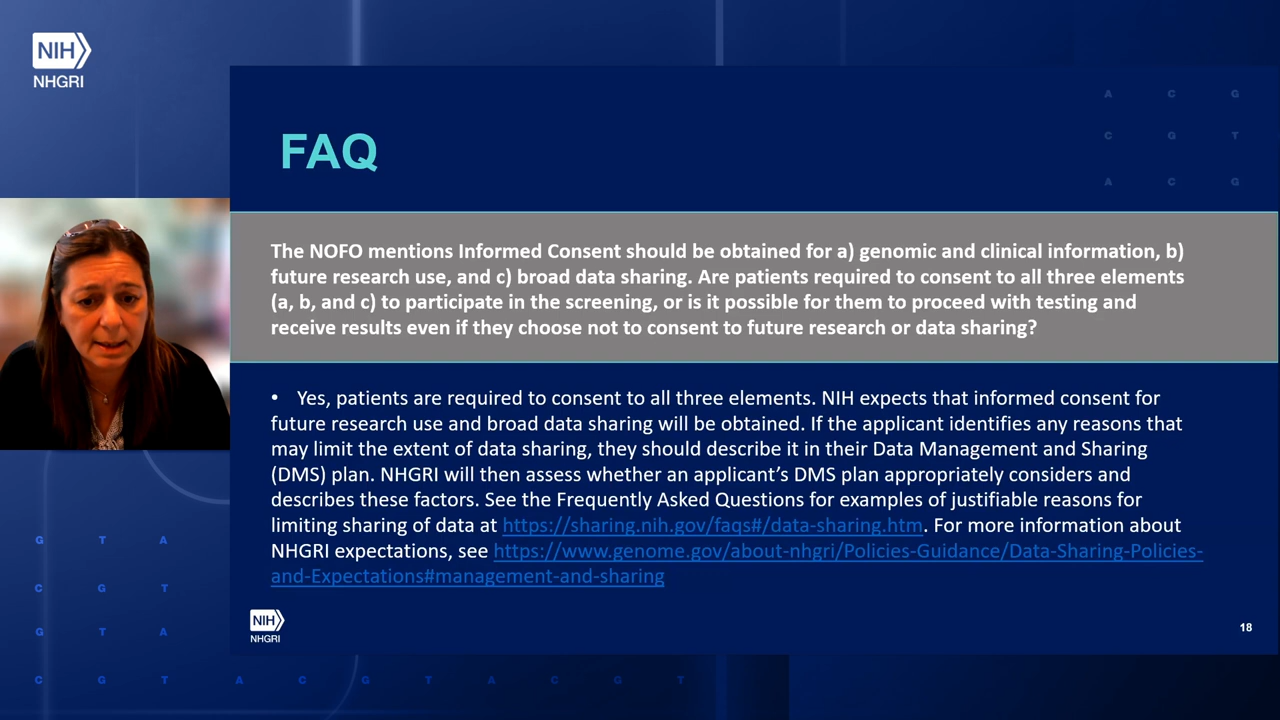 NIH
NHGRI
A C G
C G T
A C G
FAQ
The NOFO mentions Informed Consent should be obtained for a) genomic and clinical information, b)
future research use, and c) broad data sharing. Are patients required to consent to all three elements
(a, b, and c) to participate in the screening, or is it possible for them to proceed with testing and
receive results even if they choose not to consent to future research or data sharing?
• Yes, patients are required to consent to all three elements. NIH expects that informed consent for
future research use and broad data sharing will be obtained. If the applicant identifies any reasons that
may limit the extent of data sharing, they should describe it in their Data Management and Sharing
(DMS) plan. NHGRI will then assess whether an applicant's DMS plan appropriately considers and
describes these factors. See the Frequently Asked Questions for examples of justifiable reasons for
limiting sharing of data at https://sharing.nih.gov/faqs#/data-sharing.htm. For more information about
NHGRI expectations, see https://www.genome.gov/about-nhgri/Policies-Guidance/Data-Sharing-Policies-
and-Expectations#management-and-sharing
NIH
NHGRI
18
G T A
C G T
G T A
C G T A C G T A C G T